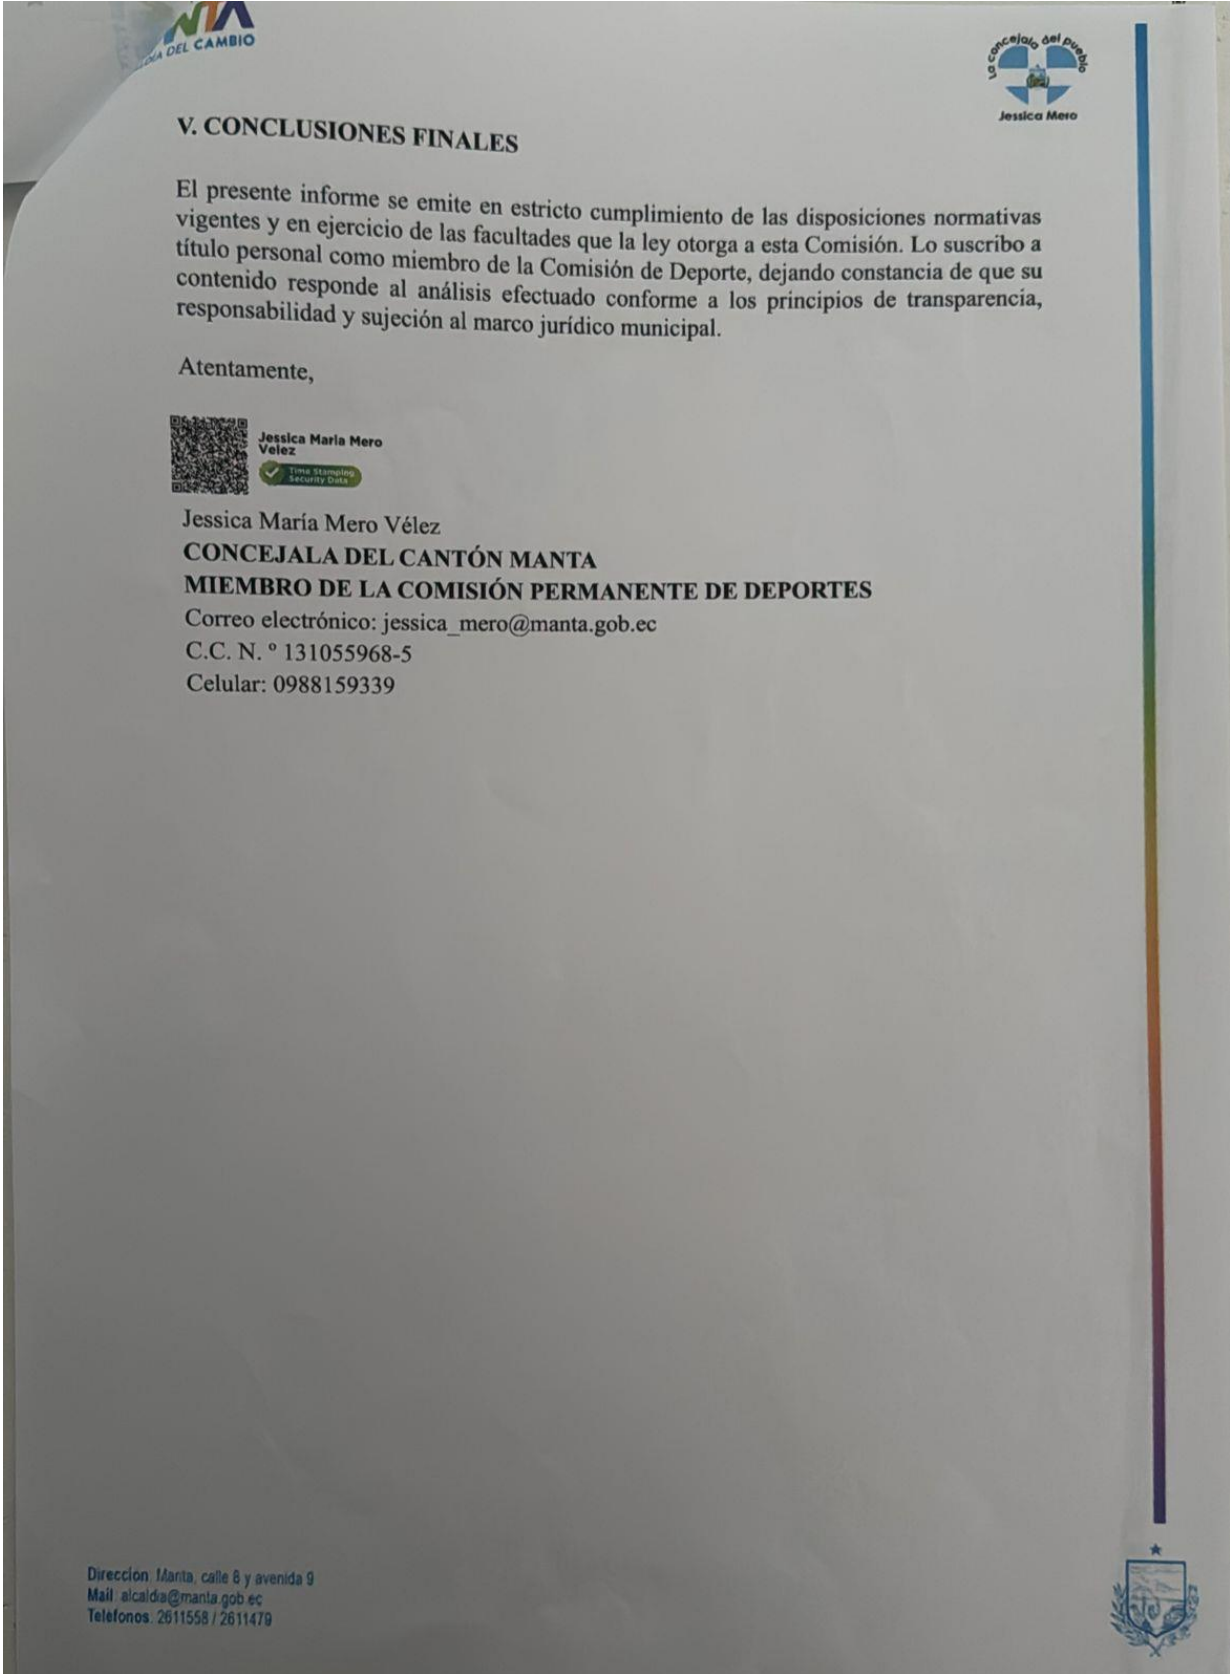 DEL CAMBIO
La concejala del pueblo
Jessica Mero
V. CONCLUSIONES FINALES
El presente informe se emite en estricto cumplimiento de las disposiciones normativas
vigentes y en ejercicio de las facultades que la ley otorga a esta Comisión. Lo suscribo a
título personal como miembro de la Comisión de Deporte, dejando constancia de que su
contenido responde al análisis efectuado conforme a los principios de transparencia,
responsabilidad y sujeción al marco jurídico municipal.
Atentamente,
Jessica Maria Mero
Velez
Time Stamping
Security Data
Jessica María Mero Vélez
CONCEJALA DEL CANTÓN MANTA
MIEMBRO DE LA COMISIÓN PERMANENTE DE DEPORTES
Correo electrónico: jessica_mero@manta.gob.ec
C.C. N. º 131055968-5
Celular: 0988159339
Dirección: Manta, calle 8 y avenida 9
Mail: alcaldia@manta.gob.ec
Teléfonos: 2611558 / 2611479